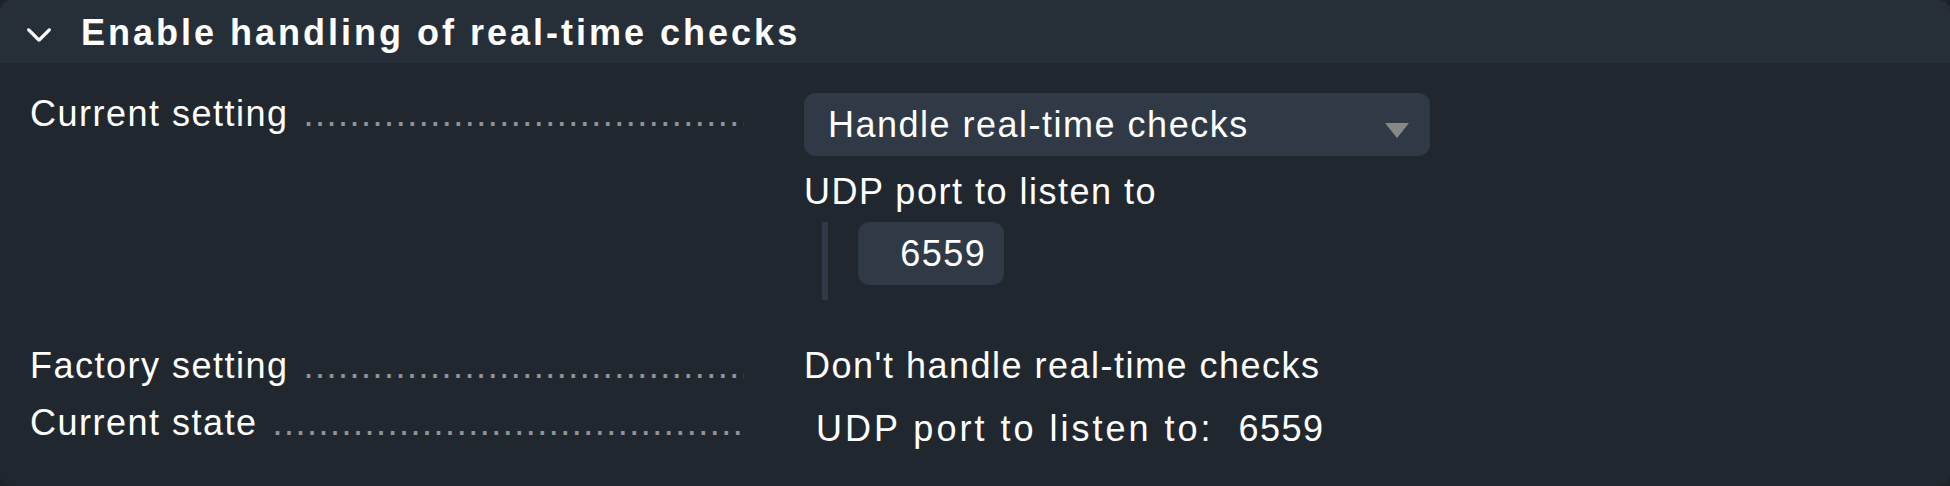 Enable handling of real-time checks
Current setting
Handle real-time checks
UDP port to listen to
6559
Factory setting
Don't handle real-time checks
Current state
UDP port to listen to: 6559